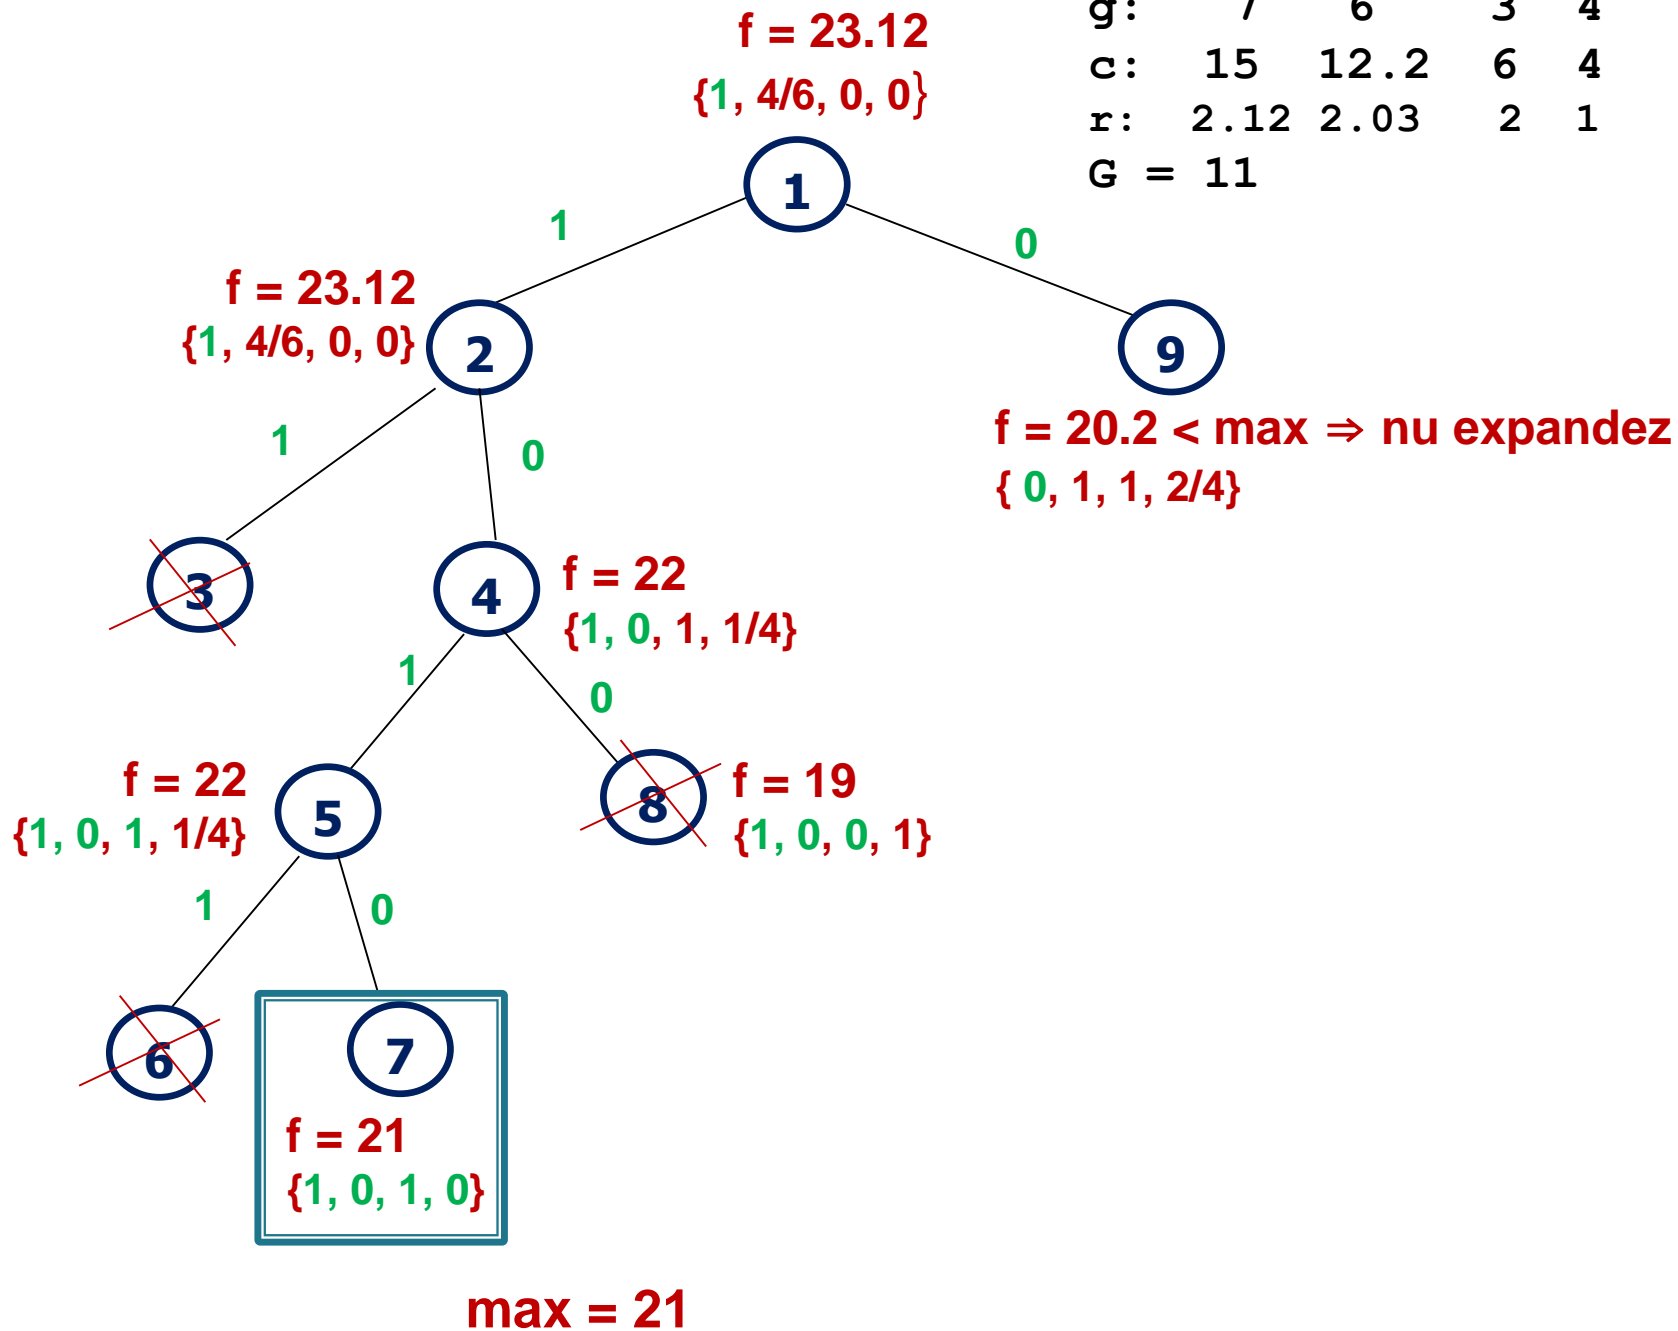 g: 7 6 3 4
f = 23.12
c: 15 12.2 6 4
{1, 4/6, 0, 0}
r: 2.12 2.03 2 1
G = 11
1
1
0
f = 23.12
{1, 4/6, 0, 0}
2
9
f = 20.2 < max ⇒ nu expandez
{ 0, 1, 1, 2/4}
1
0
3
4
f = 22
{1, 0, 1, 1/4}
1
0
f = 22
{1, 0, 1, 1/4}
5
8
f = 19
{1, 0, 0, 1}
1
0
6
7
f = 21
{1, 0, 1, 0}
max = 21